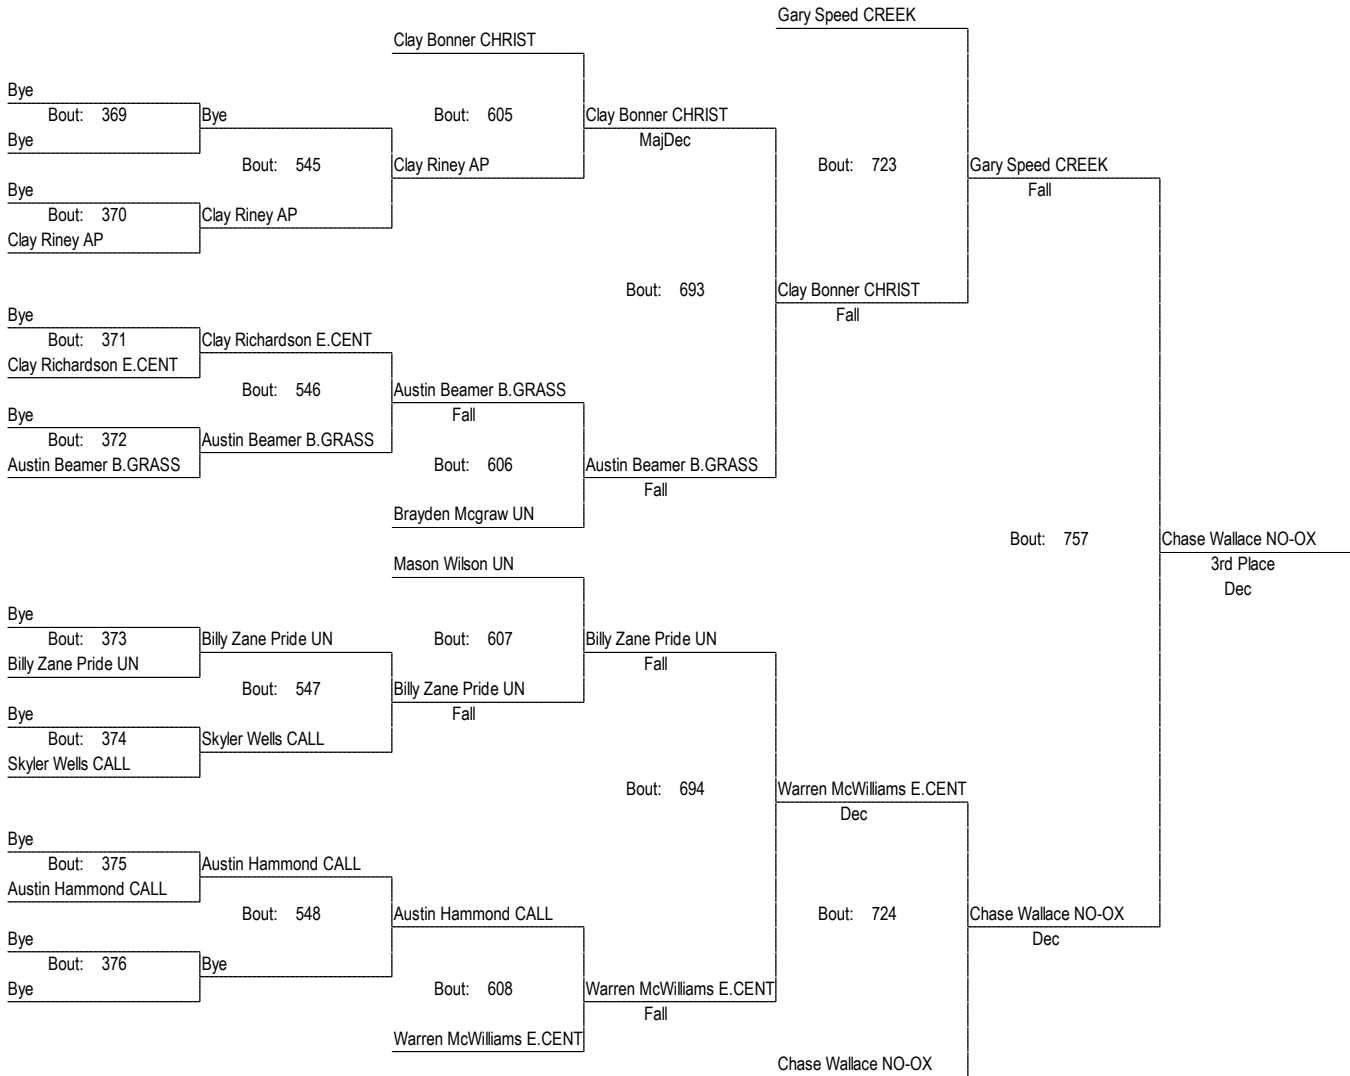 Gary Speed CREEK
Clay Bonner CHRIST
Bye
Bout: 369
Bye
Bout: 605
Clay Bonner CHRIST
Bye
MajDec
Bout: 545
Clay Riney AP
Bout: 723
Gary Speed CREEK
Bye
Fall
Bout: 370
Clay Riney AP
Clay Riney AP
Bout: 693
Clay Bonner CHRIST
Bye
Fall
Bout: 371
Clay Richardson E.CENT
Clay Richardson E.CENT
Bout: 546
Austin Beamer B.GRASS
Bye
Fall
Bout: 372
Austin Beamer B.GRASS
Austin Beamer B.GRASS
Bout: 606
Austin Beamer B.GRASS
Fall
Brayden Mcgraw UN
Bout: 757
Chase Wallace NO-OX
Mason Wilson UN
3rd Place
Dec
Bye
Bout: 373
Billy Zane Pride UN
Bout: 607
Billy Zane Pride UN
Billy Zane Pride UN
Fall
Bout: 547
Billy Zane Pride UN
Bye
Fall
Bout: 374
Skyler Wells CALL
Skyler Wells CALL
Bout: 694
Warren McWilliams E.CENT
Dec
Bye
Bout: 375
Austin Hammond CALL
Austin Hammond CALL
Bout: 548
Austin Hammond CALL
Bout: 724
Chase Wallace NO-OX
Bye
Dec
Bout: 376
Bye
Bye
Bout: 608
Warren McWilliams E.CENT
Fall
Warren McWilliams E.CENT
Chase Wallace NO-OX